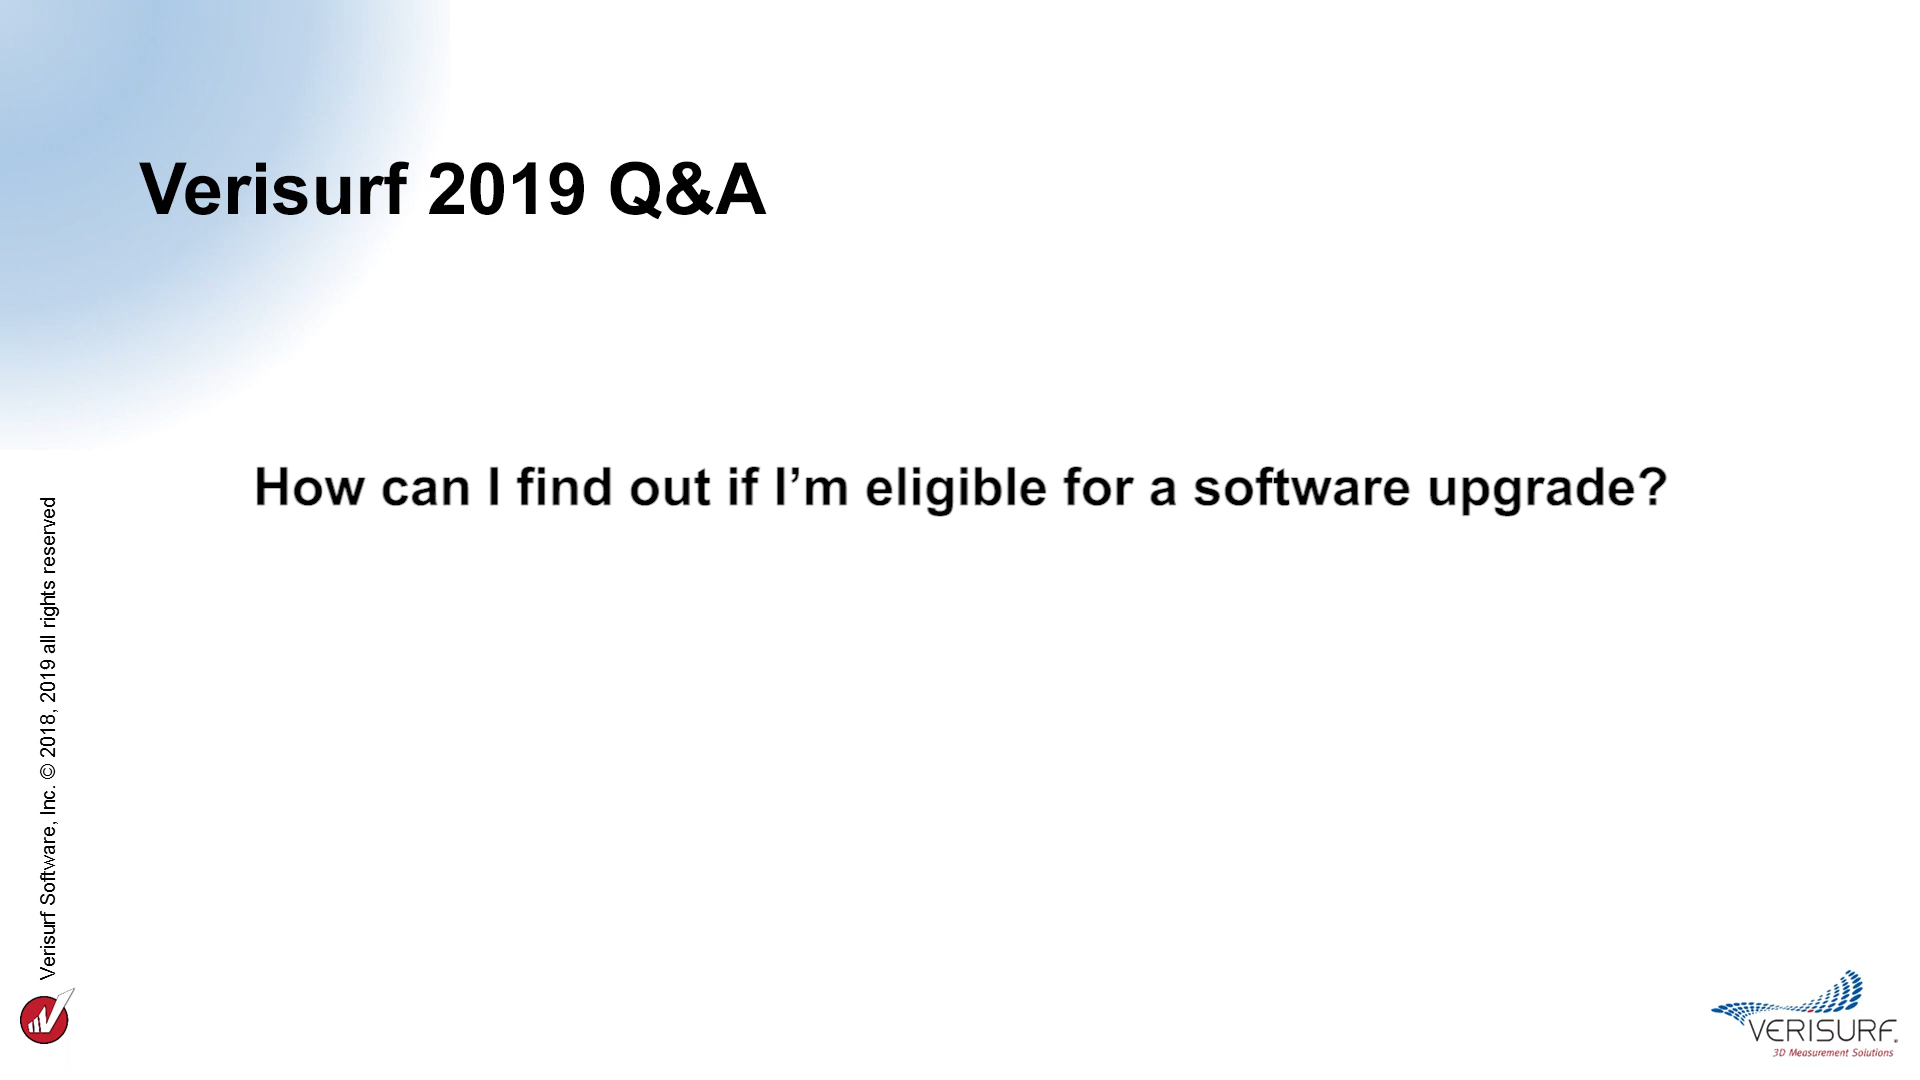 Verisurf 2019 Q&A
How can I find out if I’m eligible for a software upgrade?
Verisurf Software, Inc. © 2018, 2019 all rights reserved
VERISURF®
3D Measurement Solutions